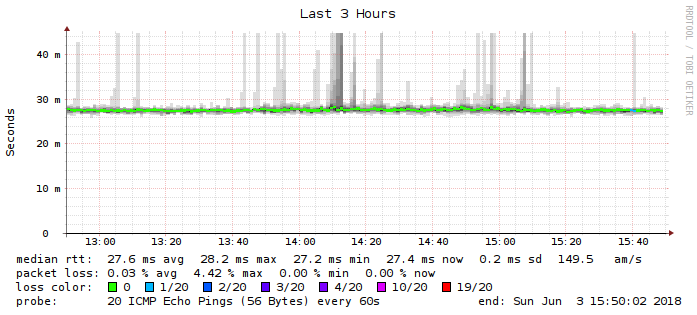 Last 3 Hours
RRDTOOL / TOBI OETIKER
Seconds
40 m
30 m
20 m
10 m
0
13:00 13:20 13:40 14:00 14:20 14:40 15:00 15:20 15:40
median rtt: 27.6 ms avg 28.2 ms max 27.2 ms min 27.4 ms now 0.2 ms sd 149.5 am/s
packet loss: 0.03 % avg 4.42 % max 0.00 % min 0.00 % now
loss color: 0 1/20 2/20 3/20 4/20 10/20 19/20
probe: 20 ICMP Echo Pings (56 Bytes) every 60s end: Sun Jun 3 15:50:02 2018